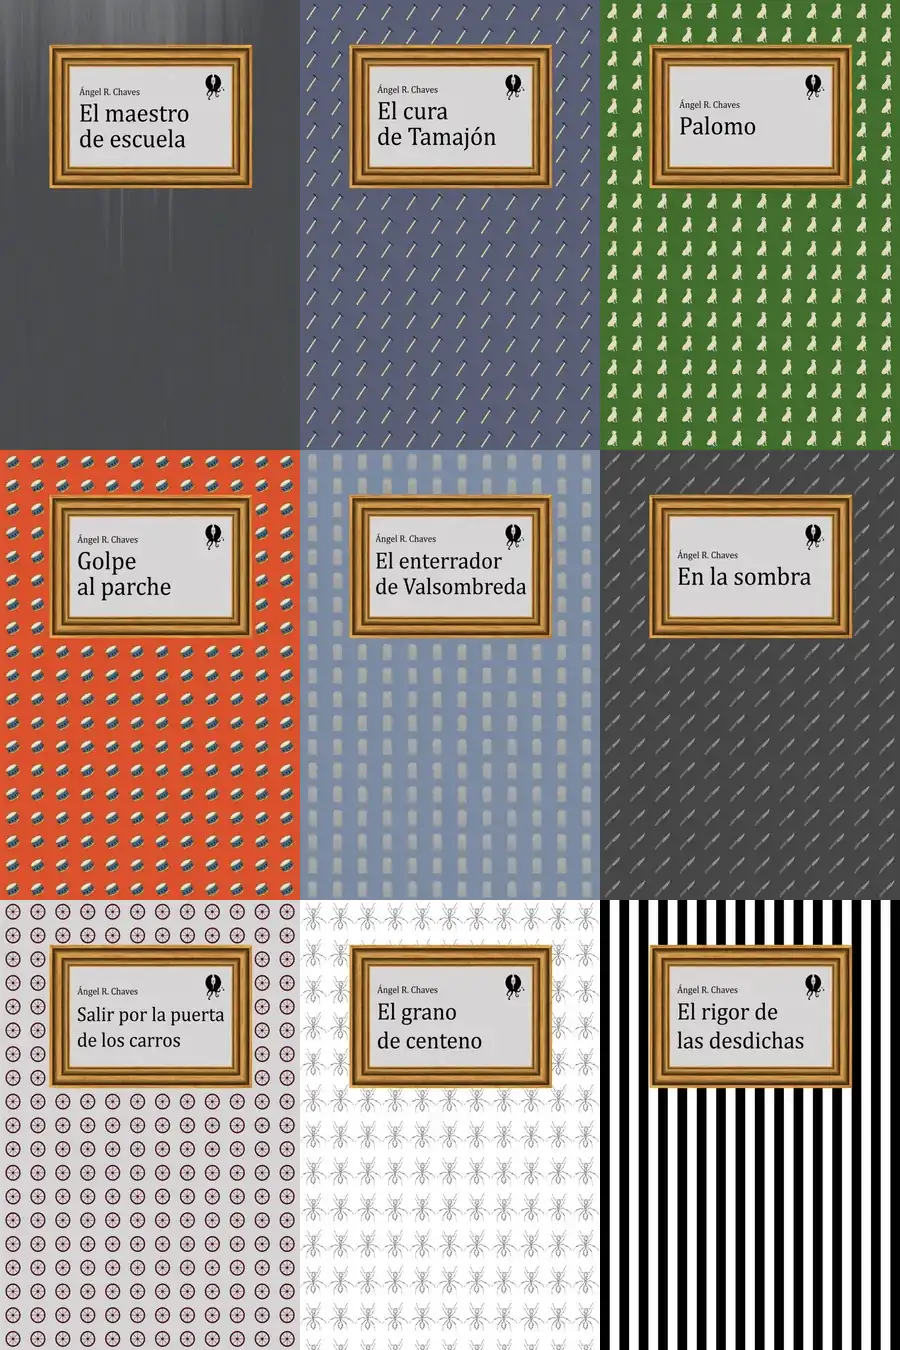 Ángel R. Chaves
El maestro
de escuela
Ángel R. Chaves
El cura
de Tamajón
Ángel R. Chaves
Palomo
Ángel R. Chaves
Golpe
al parche
Ángel R. Chaves
El enterrador
de Valsombreda
Ángel R. Chaves
En la sombra
Ángel R. Chaves
Salir por la puerta
de los carros
Ángel R. Chaves
El grano
de centeno
Ángel R. Chaves
El rigor de
las desdichas